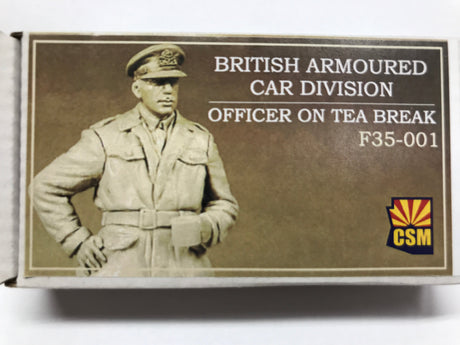 BRITISH ARMOURED
CAR DIVISION
OFFICER ON TEA BREAK
F35-001
CSM